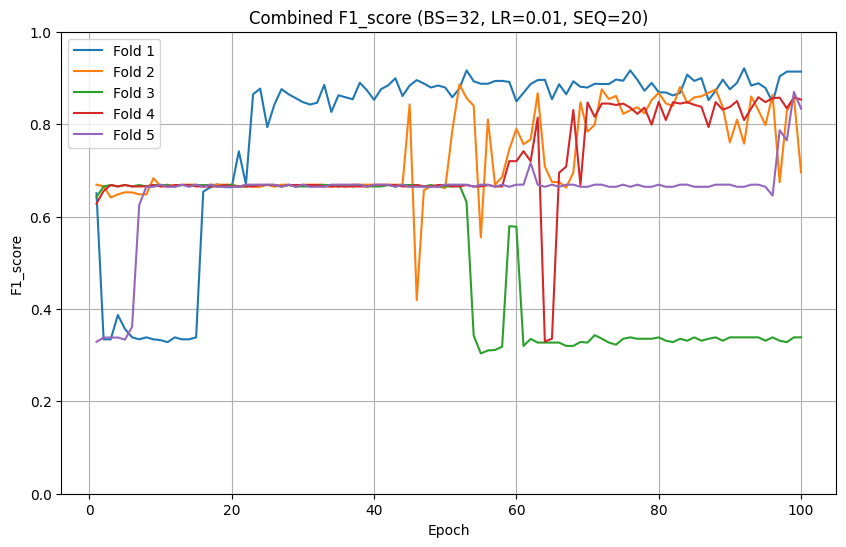 Combined F1_score (BS=32, LR=0.01, SEQ=20)
Fold 1
Fold 2
Fold 3
Fold 4
Fold 5
F1_score
1.0
0.8
0.6
0.4
0.2
0.0
0 20 40 60 80 100
Epoch